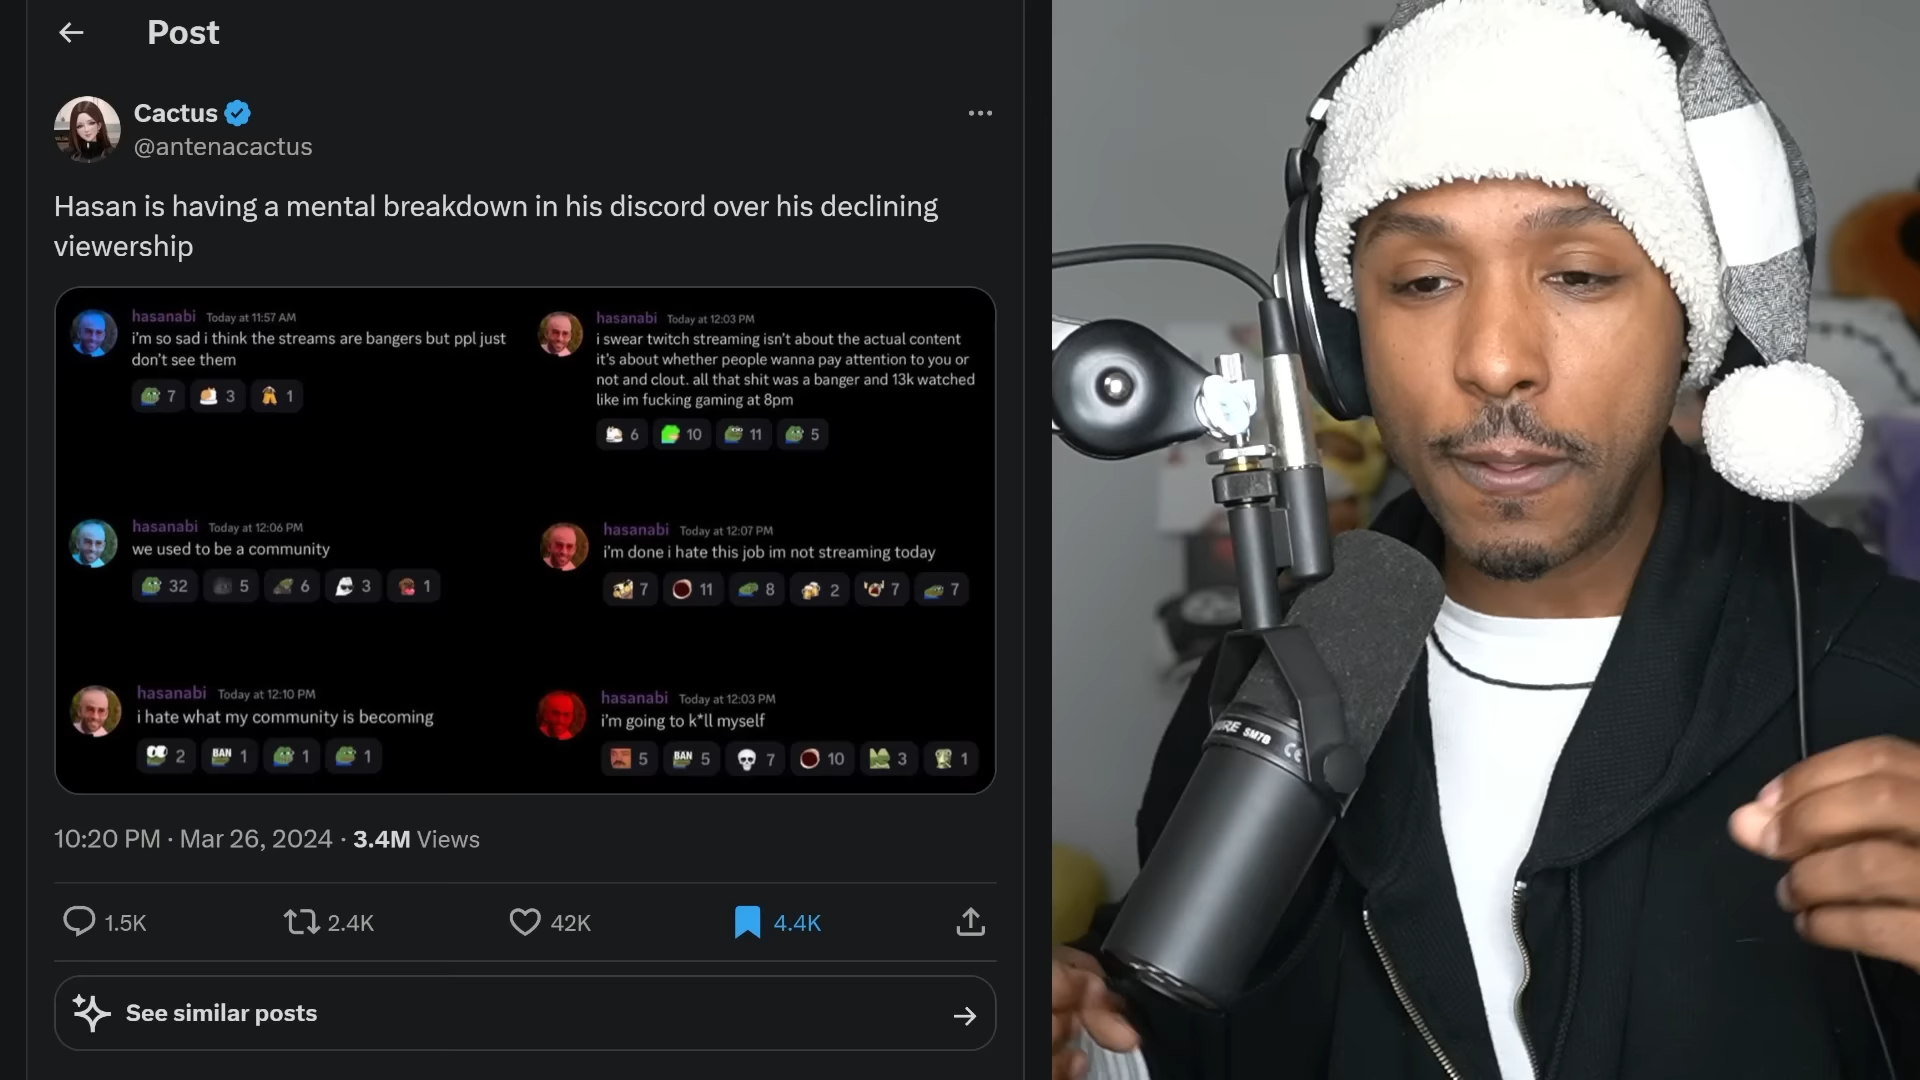 Post
Cactus
@antenacactus
Hasan is having a mental breakdown in his discord over his declining
viewership
hasanabi Today at 11:57 AM
i'm so sad i think the streams are bangers but ppl just
don't see them
7 3 1
hasanabi Today at 12:03 PM
i swear twitch streaming isn't about the actual content
it's about whether people wanna pay attention to you or
not and clout. all that shit was a banger and 13k watched
like im fucking gaming at 8pm
6 10 11 5
hasanabi Today at 12:06 PM
we used to be a community
32 5 6 3 1
hasanabi Today at 12:07 PM
i'm done i hate this job im not streaming today
7 11 8 2 7 7
hasanabi Today at 12:10 PM
i hate what my community is becoming
2 BAN 1 1 1
hasanabi Today at 12:03 PM
i'm going to k*ll myself
5 BAN 5 7 10 3 1
10:20 PM · Mar 26, 2024 · 3.4M Views
1.5K 2.4K 42K 4.4K
See similar posts
SM7B
CE